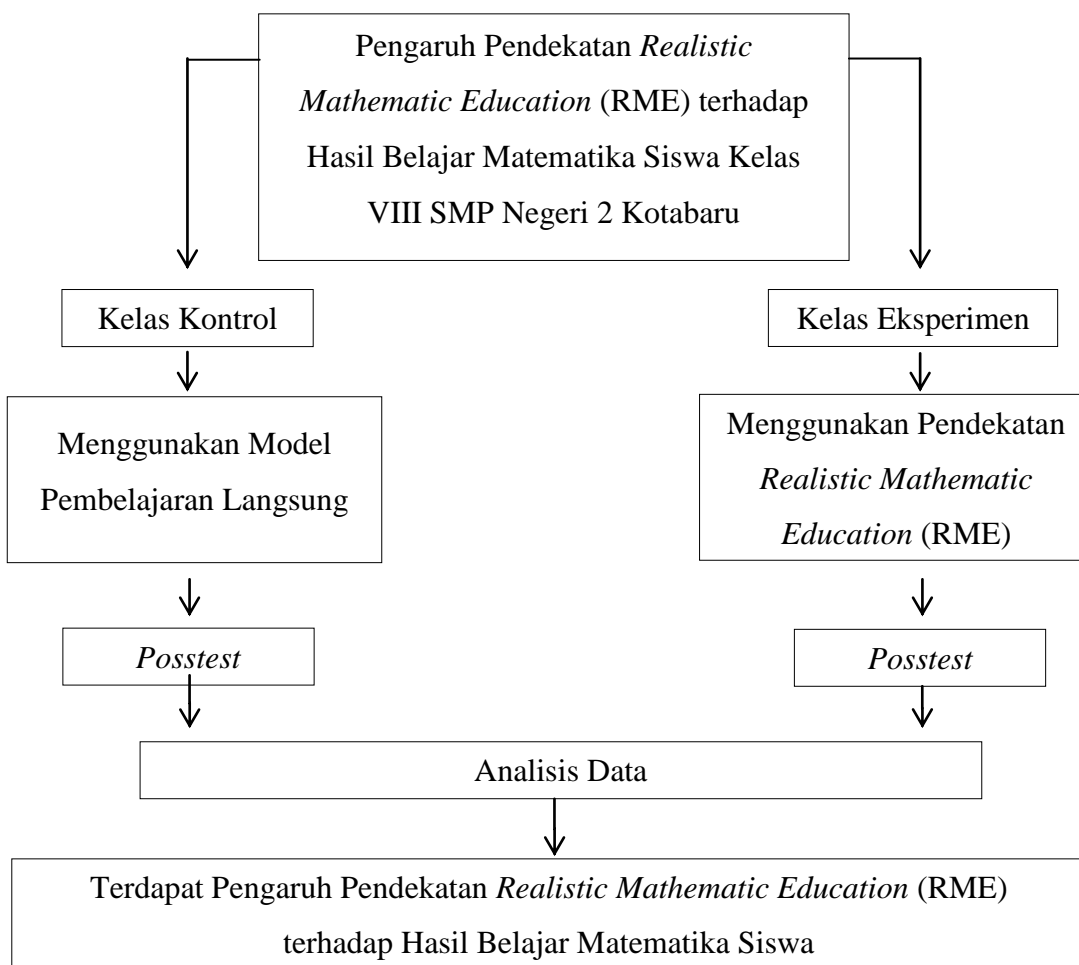 Pengaruh Pendekatan Realistic
Mathematic Education (RME) terhadap
Hasil Belajar Matematika Siswa Kelas
VIII SMP Negeri 2 Kotabaru
Kelas Kontrol
Kelas Eksperimen
Menggunakan Model
Pembelajaran Langsung
Menggunakan Pendekatan
Realistic Mathematic
Education (RME)
Posstest
Posstest
Analisis Data
Terdapat Pengaruh Pendekatan Realistic Mathematic Education (RME)
terhadap Hasil Belajar Matematika Siswa